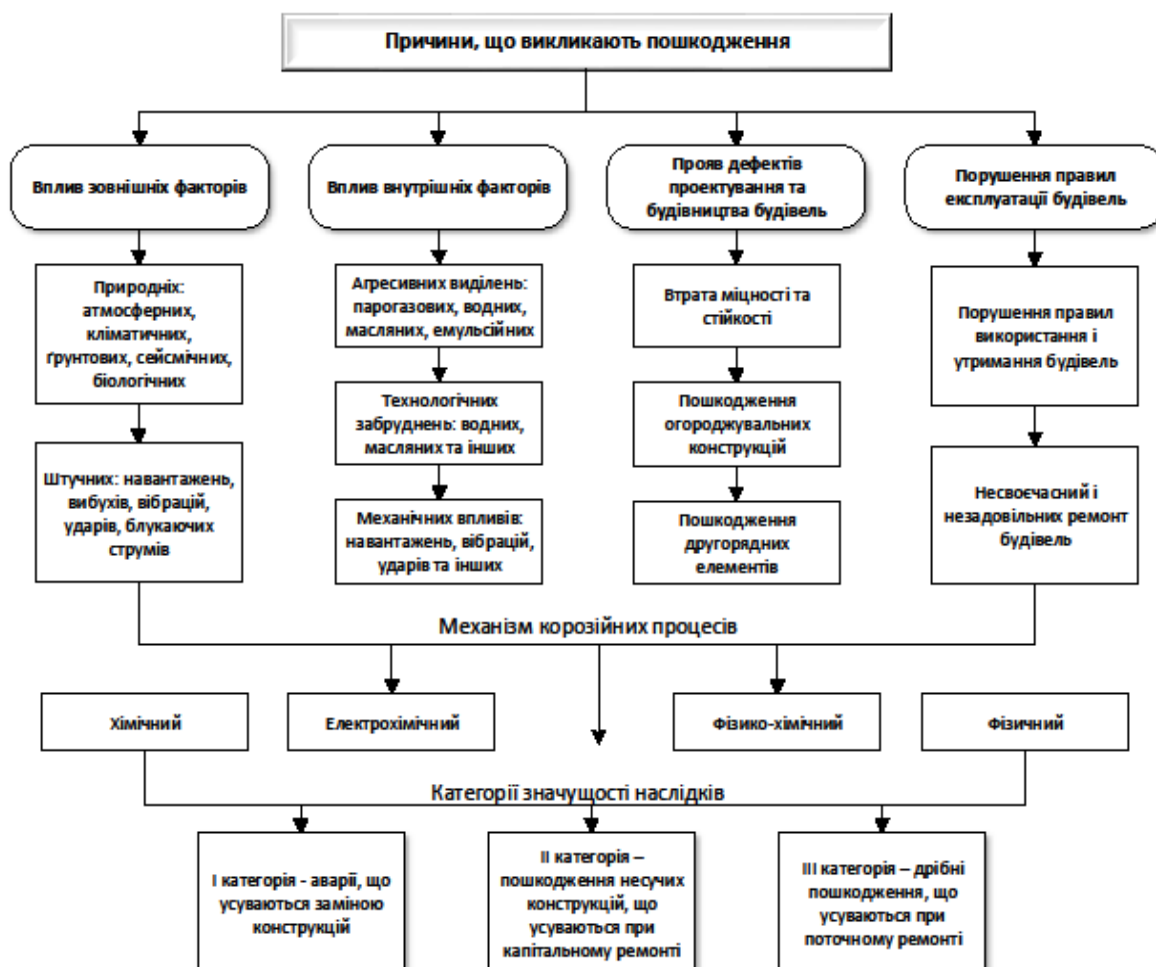 Причини, що викликають пошкодження
Вплив зовнішніх факторів
Вплив внутрішніх факторів
Прояв дефектів
проектування та
будівництва будівель
Порушення правил
експлуатації будівель
Природніх:
атмосферних,
кліматичних,
ґрунтових, сейсмічних,
біологічних
Агресивних виділень:
парогазових, водних,
масляних, емульсійних
Втрата міцності та
стійкості
Порушення правил
використання і
утримання будівель
Технологічних
забруднень: водних,
масляних та інших
Пошкодження
огороджувальних
конструкцій
Штучних: навантажень,
вибухів, вібрацій,
ударів, блукаючих
струмів
Механічних впливів:
навантажень, вібрацій,
ударів та інших
Пошкодження
другорядних
елементів
Несвоєчасний і
незадовільних ремонт
будівель
Механізм корозійних процесів
Хімічний
Електрохімічний
Фізико-хімічний
Фізичний
Категорії значущості наслідків
І категорія - аварії, що
усуваються заміною
конструкцій
ІІ категорія –
пошкодження несучих
конструкцій, що
усуваються при
капітальному ремонті
ІІІ категорія – дрібні
пошкодження, що
усуваються при
поточному ремонті